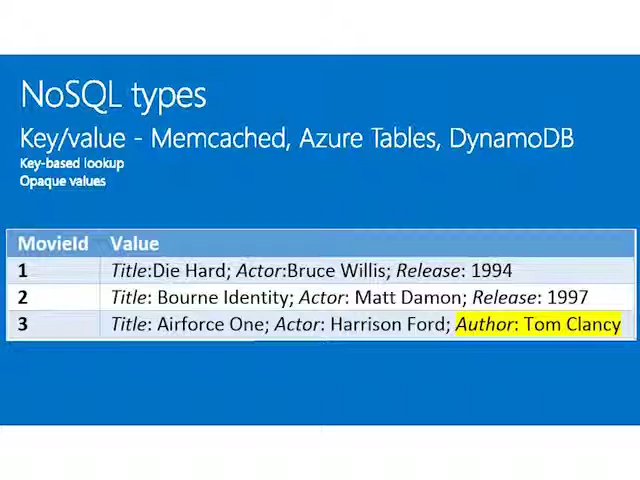 NoSQL types
Key/value - Memcached, Azure Tables, DynamoDB
Key-based lookup
Opaque values
MovieId Value
1 Title:Die Hard; Actor:Bruce Willis; Release: 1994
2 Title: Bourne Identity; Actor: Matt Damon; Release: 1997
3 Title: Airforce One; Actor: Harrison Ford; Author: Tom Clancy